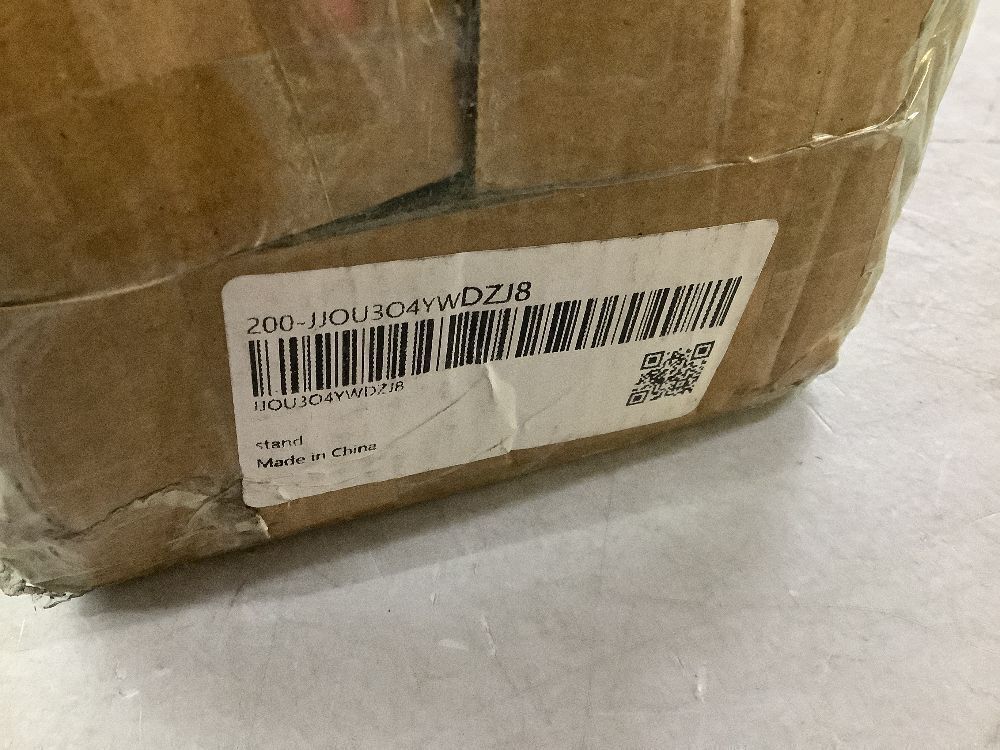 200-JJOU3O4YWDZJ8
JJOU3O4YWDZJ8
stand
Made in China